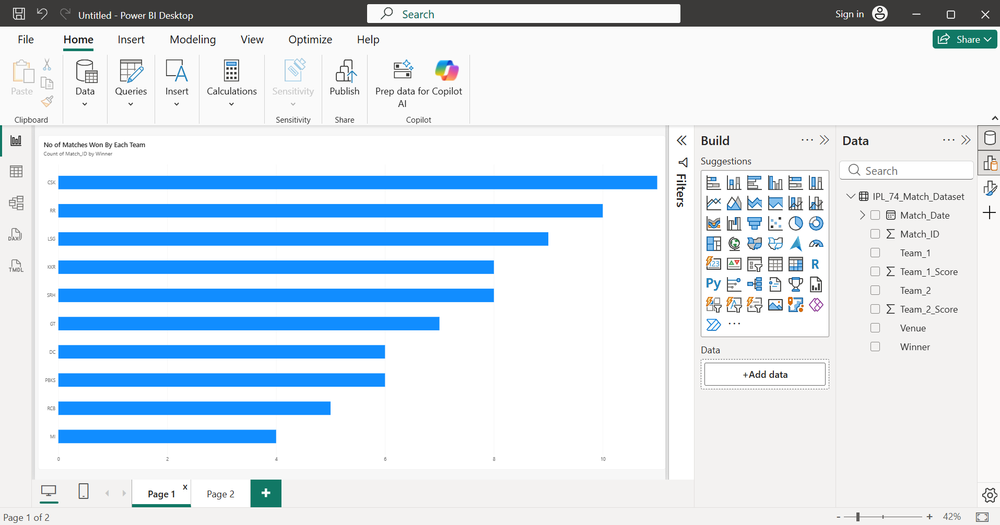 Untitled - Power BI Desktop
Search
Sign in
File
Home
Insert
Modeling
View
Optimize
Help
Share
Paste
Data
Queries
Insert
Calculations
Sensitivity
Publish
Prep data for
AI
Copilot
Clipboard
Sensitivity
Share
Copilot
No of Matches Won By Each Team
Count of Match_ID by Winner
CSK
RR
LSG
KKR
SRH
GT
DC
PBKS
RCB
MI
0
2
4
6
8
10
Filters
Build
Suggestions
123
R
Py
Data
+Add data
Data
Search
IPL_74_Match_Dataset
Match_Date
Match_ID
Team_1
Team_1_Score
Team_2
Team_2_Score
Venue
Winner
DAX
TMDL
Page 1
x
Page 2
+
Page 1 of 2
-
+
42%